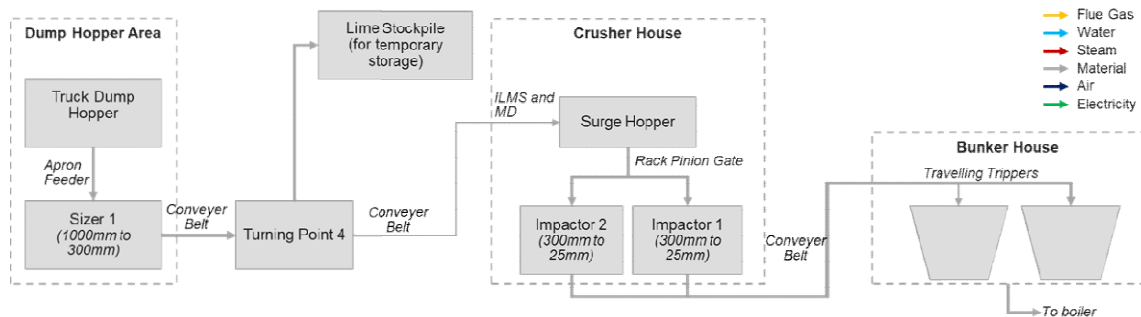 Dump Hopper Area
Truck Dump
Hopper
Apron
Feeder
Sizer 1
(1000mm to
300mm)
Conveyer
Belt
Turning Point 4
Lime Stockpile
(for temporary
storage)
Conveyer
Belt
ILMS and
MD
Crusher House
Surge Hopper
Rack Pinion Gate
Impactor 2
(300mm to
25mm)
Impactor 1
(300mm to
25mm)
Conveyer
Belt
Bunker House
Travelling Trippers
To boiler
Flue Gas
Water
Steam
Material
Air
Electricity